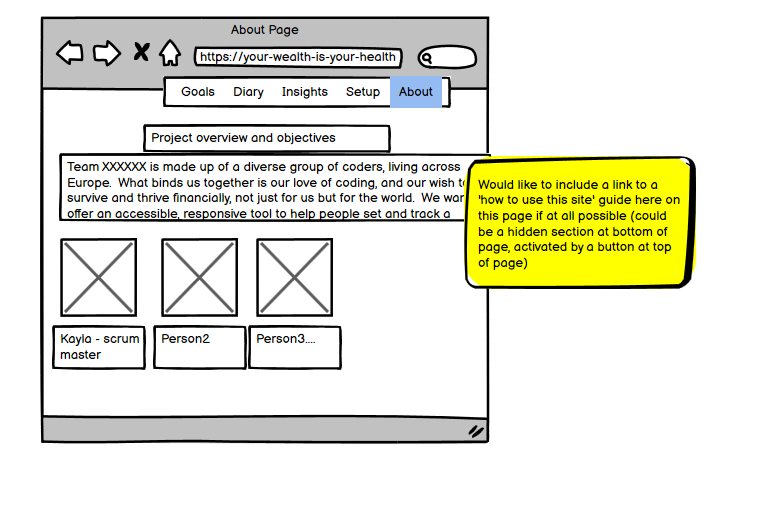 About Page
https://your-wealth-is-your-health
Goals Diary Insights Setup About
Project overview and objectives
Team XXXXXX is made up of a diverse group of coders, living across
Europe. What binds us together is our love of coding, and our wish
survive and thrive financially, not just for us but for the world. We
offer an accessible, responsive tool to help people set and track a
Would like to include a link to a
'how to use this site' guide here on
this page if at all possible (could
be a hidden section at bottom of
page, activated by a button at top
of page)
Kayla - scrum
master
Person2
Person3....